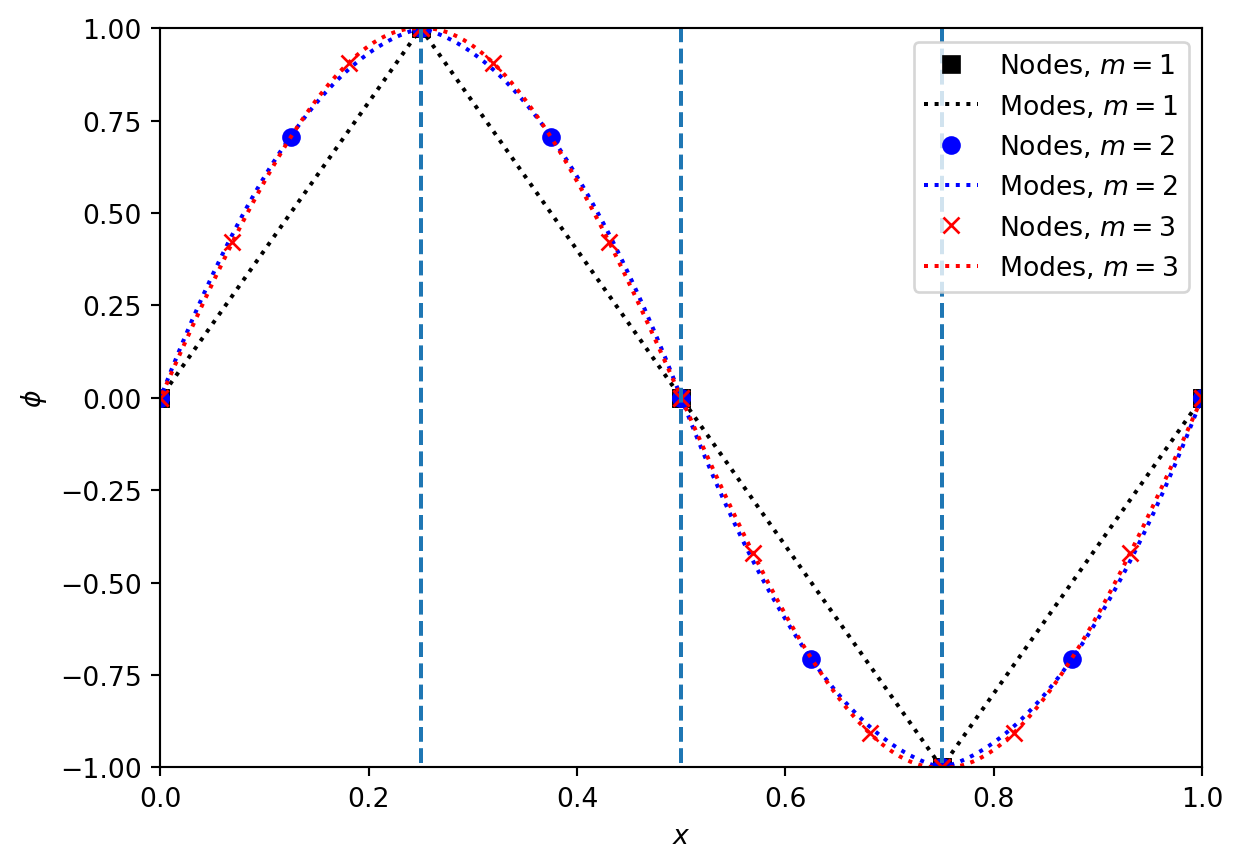 1.00
0.75
0.50
0.25
0.00
−0.25
−0.50
−0.75
−1.00
ϕ
Nodes, m = 1
Modes, m = 1
Nodes, m = 2
Modes, m = 2
Nodes, m = 3
Modes, m = 3
0.0 0.2 0.4 0.6 0.8 1.0
x